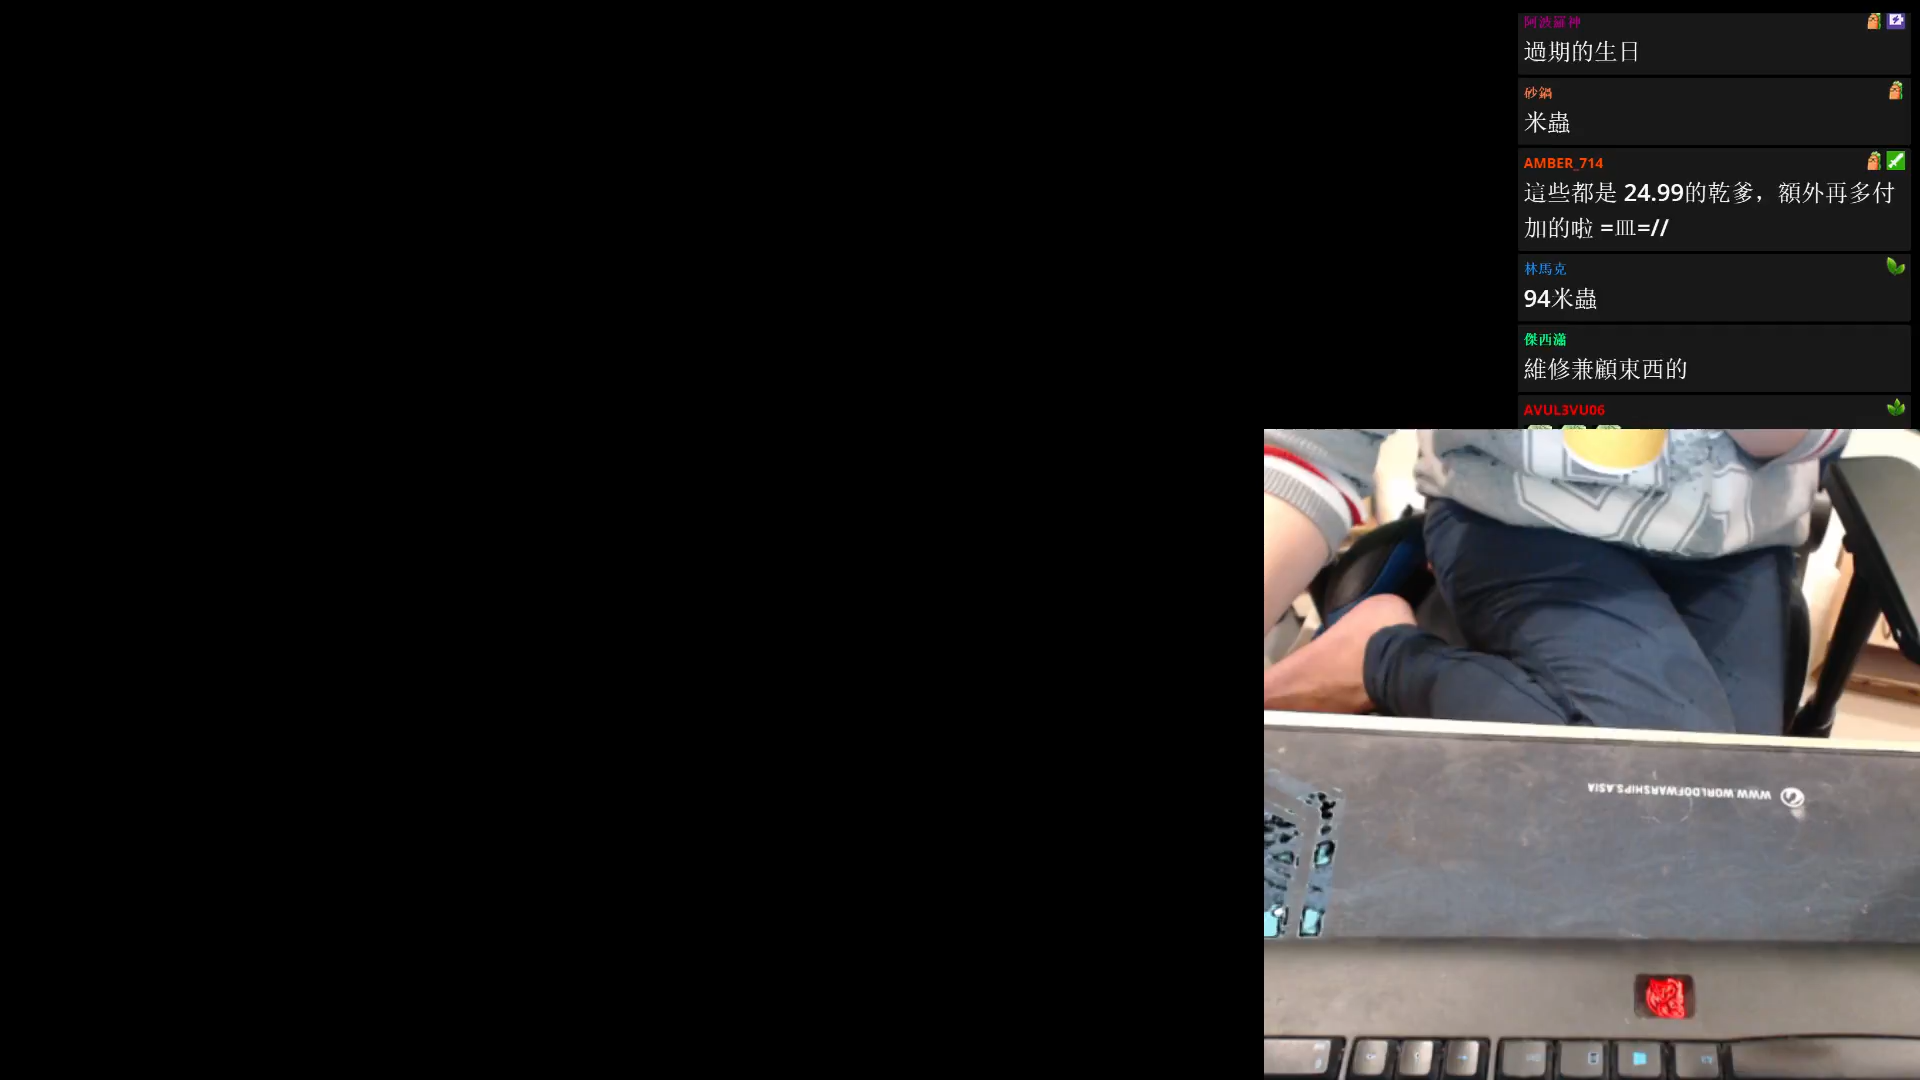 阿波羅神
過期的生日
砂鍋
米蟲
AMBER_714
這些都是 24.99的乾爹，額外再多付
加的啦 =皿=//
林馬克
94米蟲
傑西瀟
維修兼顧東西的
AVUL3VU06
WWW.WORLDOFWARSHIPS.ASIA